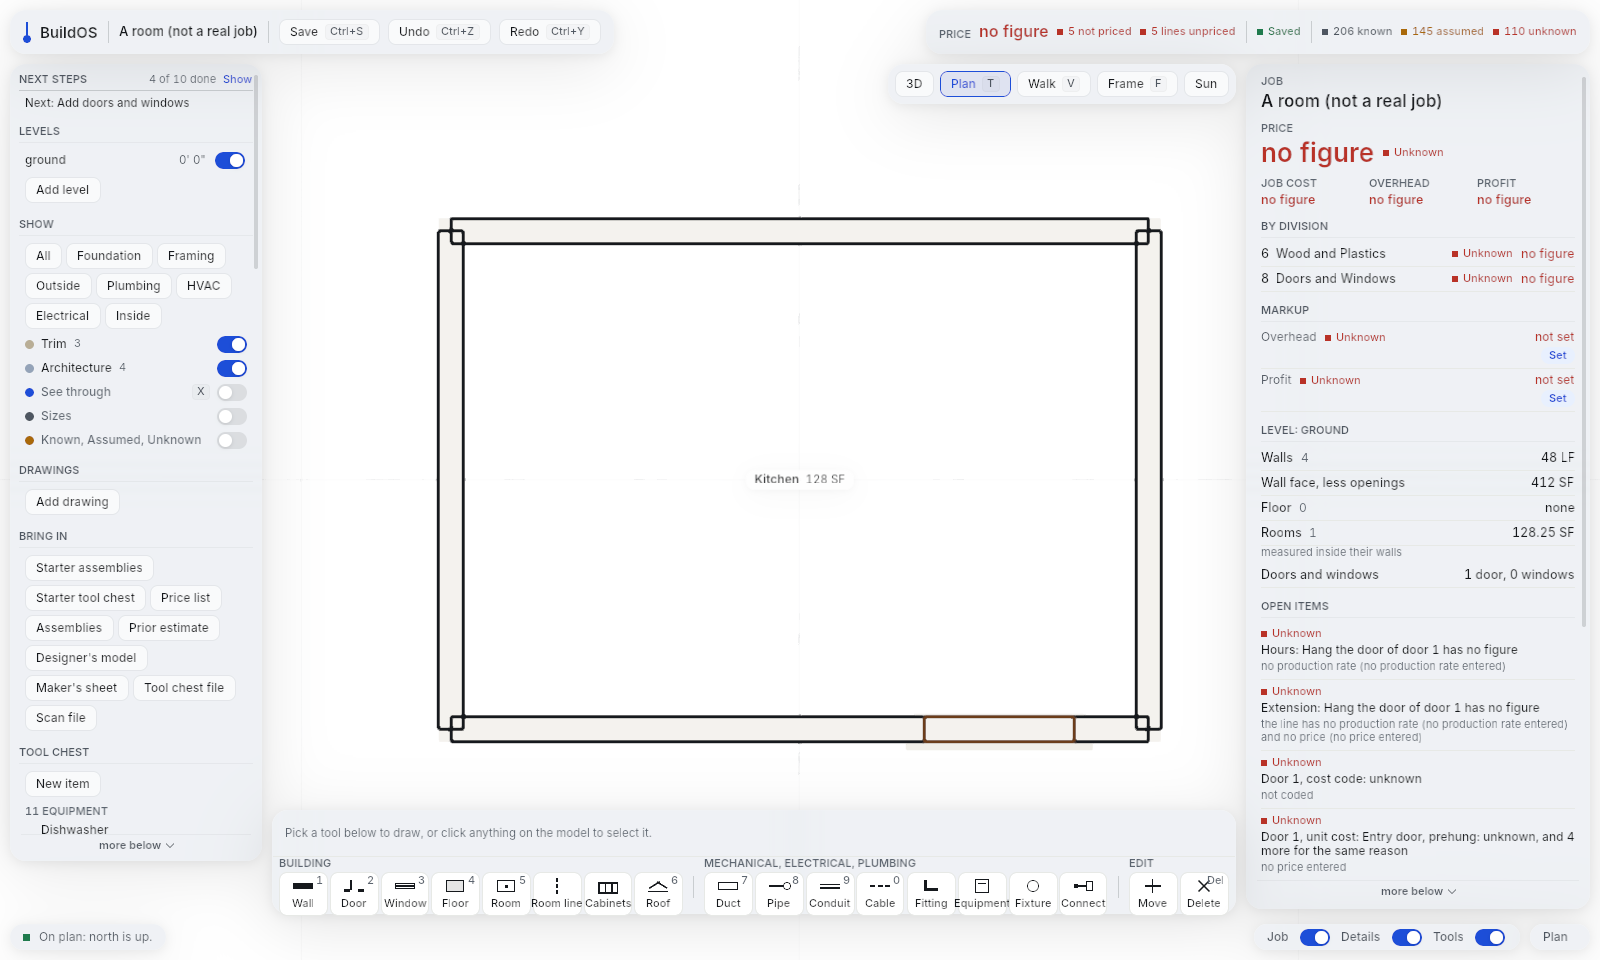 BuildOS
A room (not a real job)
Save Ctrl+S
Undo Ctrl+Z
Redo Ctrl+Y
PRICE no figure 5 not priced 5 lines unpriced Saved 206 known 145 assumed 110 unknown
3D
Plan T
Walk V
Frame F
Sun
NEXT STEPS 4 of 10 done Show
Next: Add doors and windows
LEVELS
ground 0' 0"
Add level
SHOW
All Foundation Framing
Outside Plumbing HVAC
Electrical Inside
Trim 3
Architecture 4
See through X
Sizes
Known, Assumed, Unknown
DRAWINGS
Add drawing
BRING IN
Starter assemblies
Starter tool chest Price list
Assemblies Prior estimate
Designer's model
Maker's sheet Tool chest file
Scan file
TOOL CHEST
New item
11 EQUIPMENT
Dishwasher
more below
On plan: north is up.
Kitchen 128 SF
Pick a tool below to draw, or click anything on the model to select it.
BUILDING
1 Wall
2 Door
3 Window
4 Floor
5 Room
Room line
Cabinets
6 Roof
MECHANICAL, ELECTRICAL, PLUMBING
7 Duct
8 Pipe
9 Conduit
0 Cable
Fitting
Equipment
Fixture
Connect
EDIT
Move
Del Delete
JOB
A room (not a real job)
PRICE
no figure Unknown
JOB COST OVERHEAD PROFIT
no figure no figure no figure
BY DIVISION
6 Wood and Plastics Unknown no figure
8 Doors and Windows Unknown no figure
MARKUP
Overhead Unknown not set
Set
Profit Unknown not set
Set
LEVEL: GROUND
Walls 4 48 LF
Wall face, less openings 412 SF
Floor 0 none
Rooms 1 128.25 SF
measured inside their walls
Doors and windows 1 door, 0 windows
OPEN ITEMS
Unknown
Hours: Hang the door of door 1 has no figure
no production rate (no production rate entered)
Unknown
Extension: Hang the door of door 1 has no figure
the line has no production rate (no production rate entered)
and no price (no price entered)
Unknown
Door 1, cost code: unknown
not coded
Unknown
Door 1, unit cost: Entry door, prehung: unknown, and 4
more for the same reason
no price entered
more below
Job Details Tools Plan